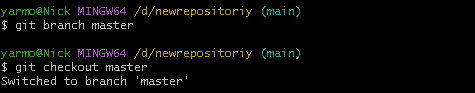 yarmo@Nick MINGW64 /d/newrepositoriy (main)
$ git branch master
yarmo@Nick MINGW64 /d/newrepositoriy (main)
$ git checkout master
Switched to branch 'master'